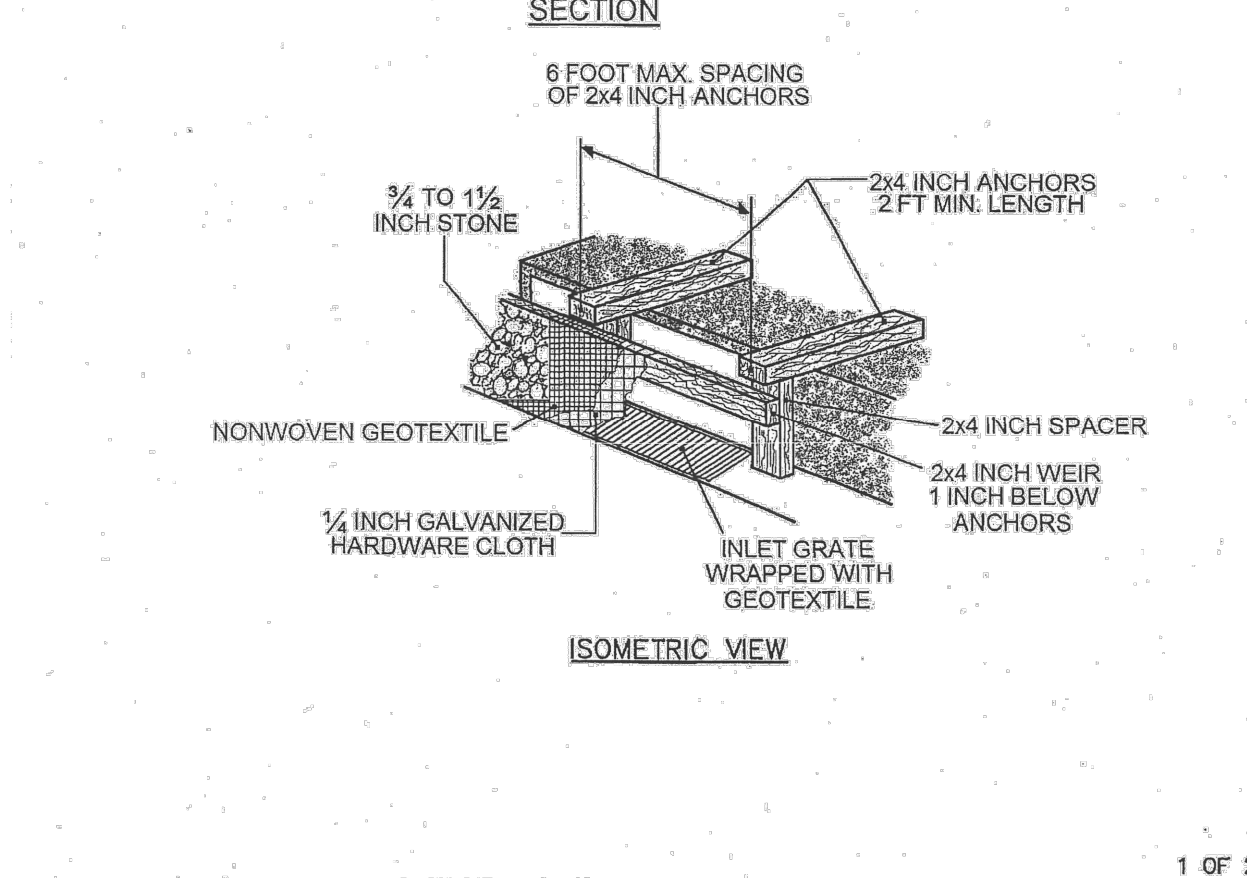 SECTION
6 FOOT MAX. SPACING
OF 2x4 INCH ANCHORS
2x4 INCH ANCHORS
2 FT MIN. LENGTH
¾ TO 1½
INCH STONE
NONWOVEN GEOTEXTILE
2x4 INCH SPACER
2x4 INCH WEIR
1 INCH BELOW
ANCHORS
¼ INCH GALVANIZED
HARDWARE CLOTH
INLET GRATE
WRAPPED WITH
GEOTEXTILE
ISOMETRIC VIEW
1 OF